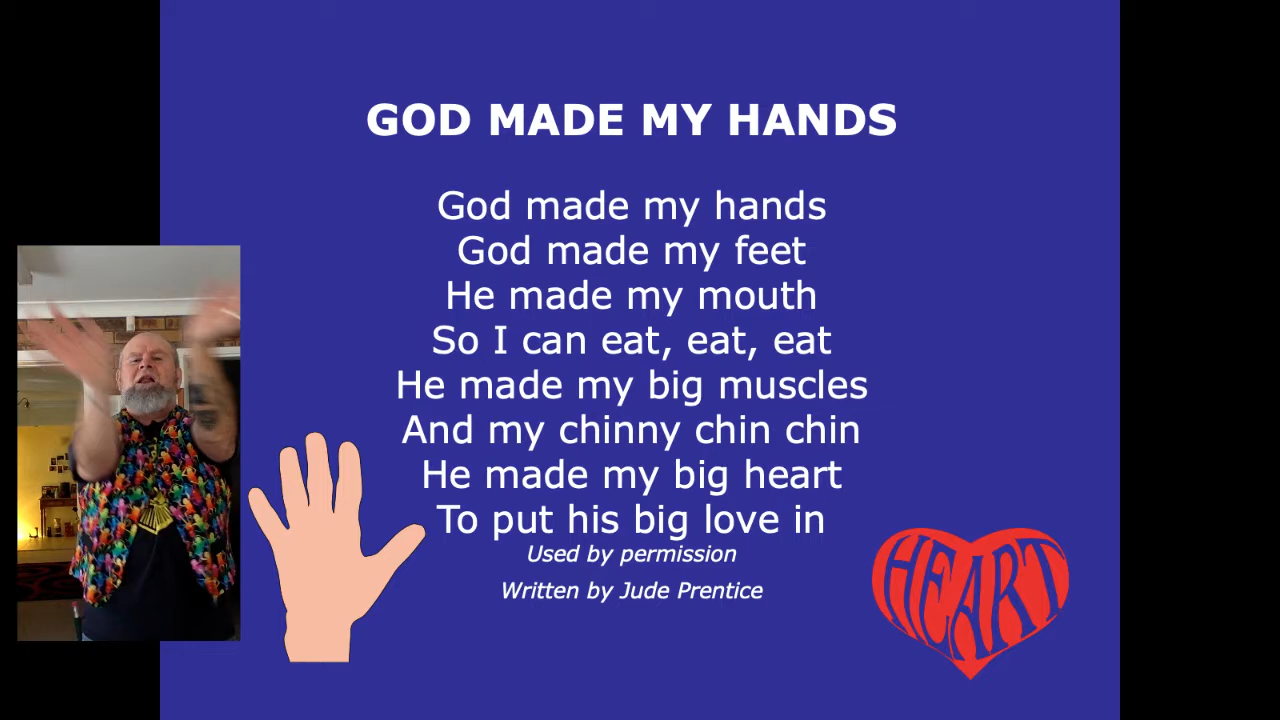 GOD MADE MY HANDS
God made my hands
God made my feet
He made my mouth
So I can eat, eat, eat
He made my big muscles
And my chinny chin chin
He made my big heart
To put his big love in
Used by permission
Written by Jude Prentice
HEART